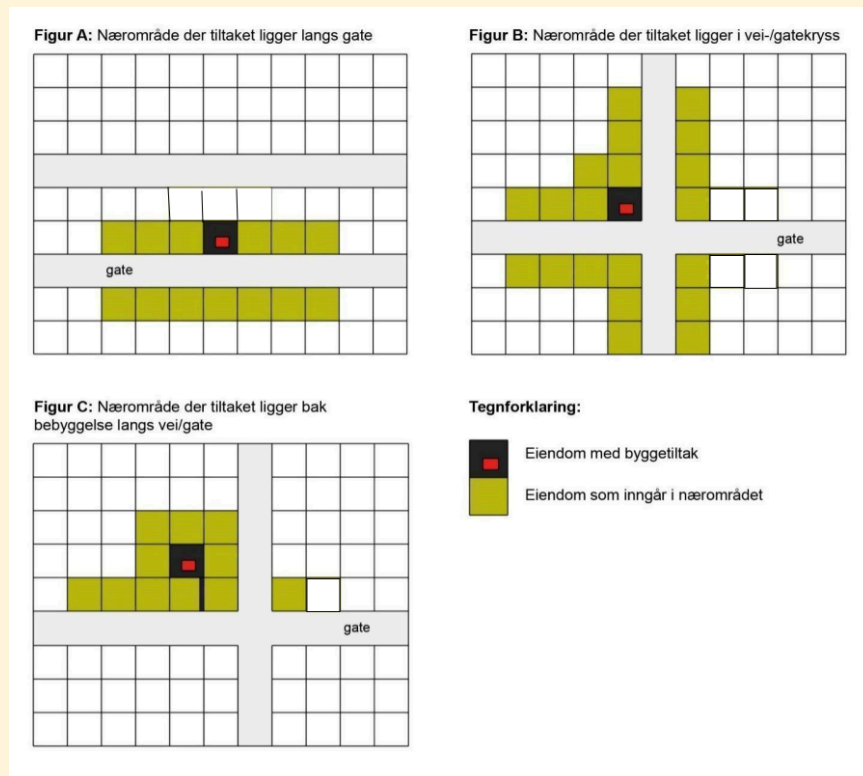 Figur A: Nærområde der tiltaket ligger langs gate
gate
Figur B: Nærområde der tiltaket ligger i vei-/gatekryss
gate
Figur C: Nærområde der tiltaket ligger bak
bebyggelse langs vei/gate
gate
Tegnforklaring:
Eiendom med byggetiltak
Eiendom som inngår i nærområdet